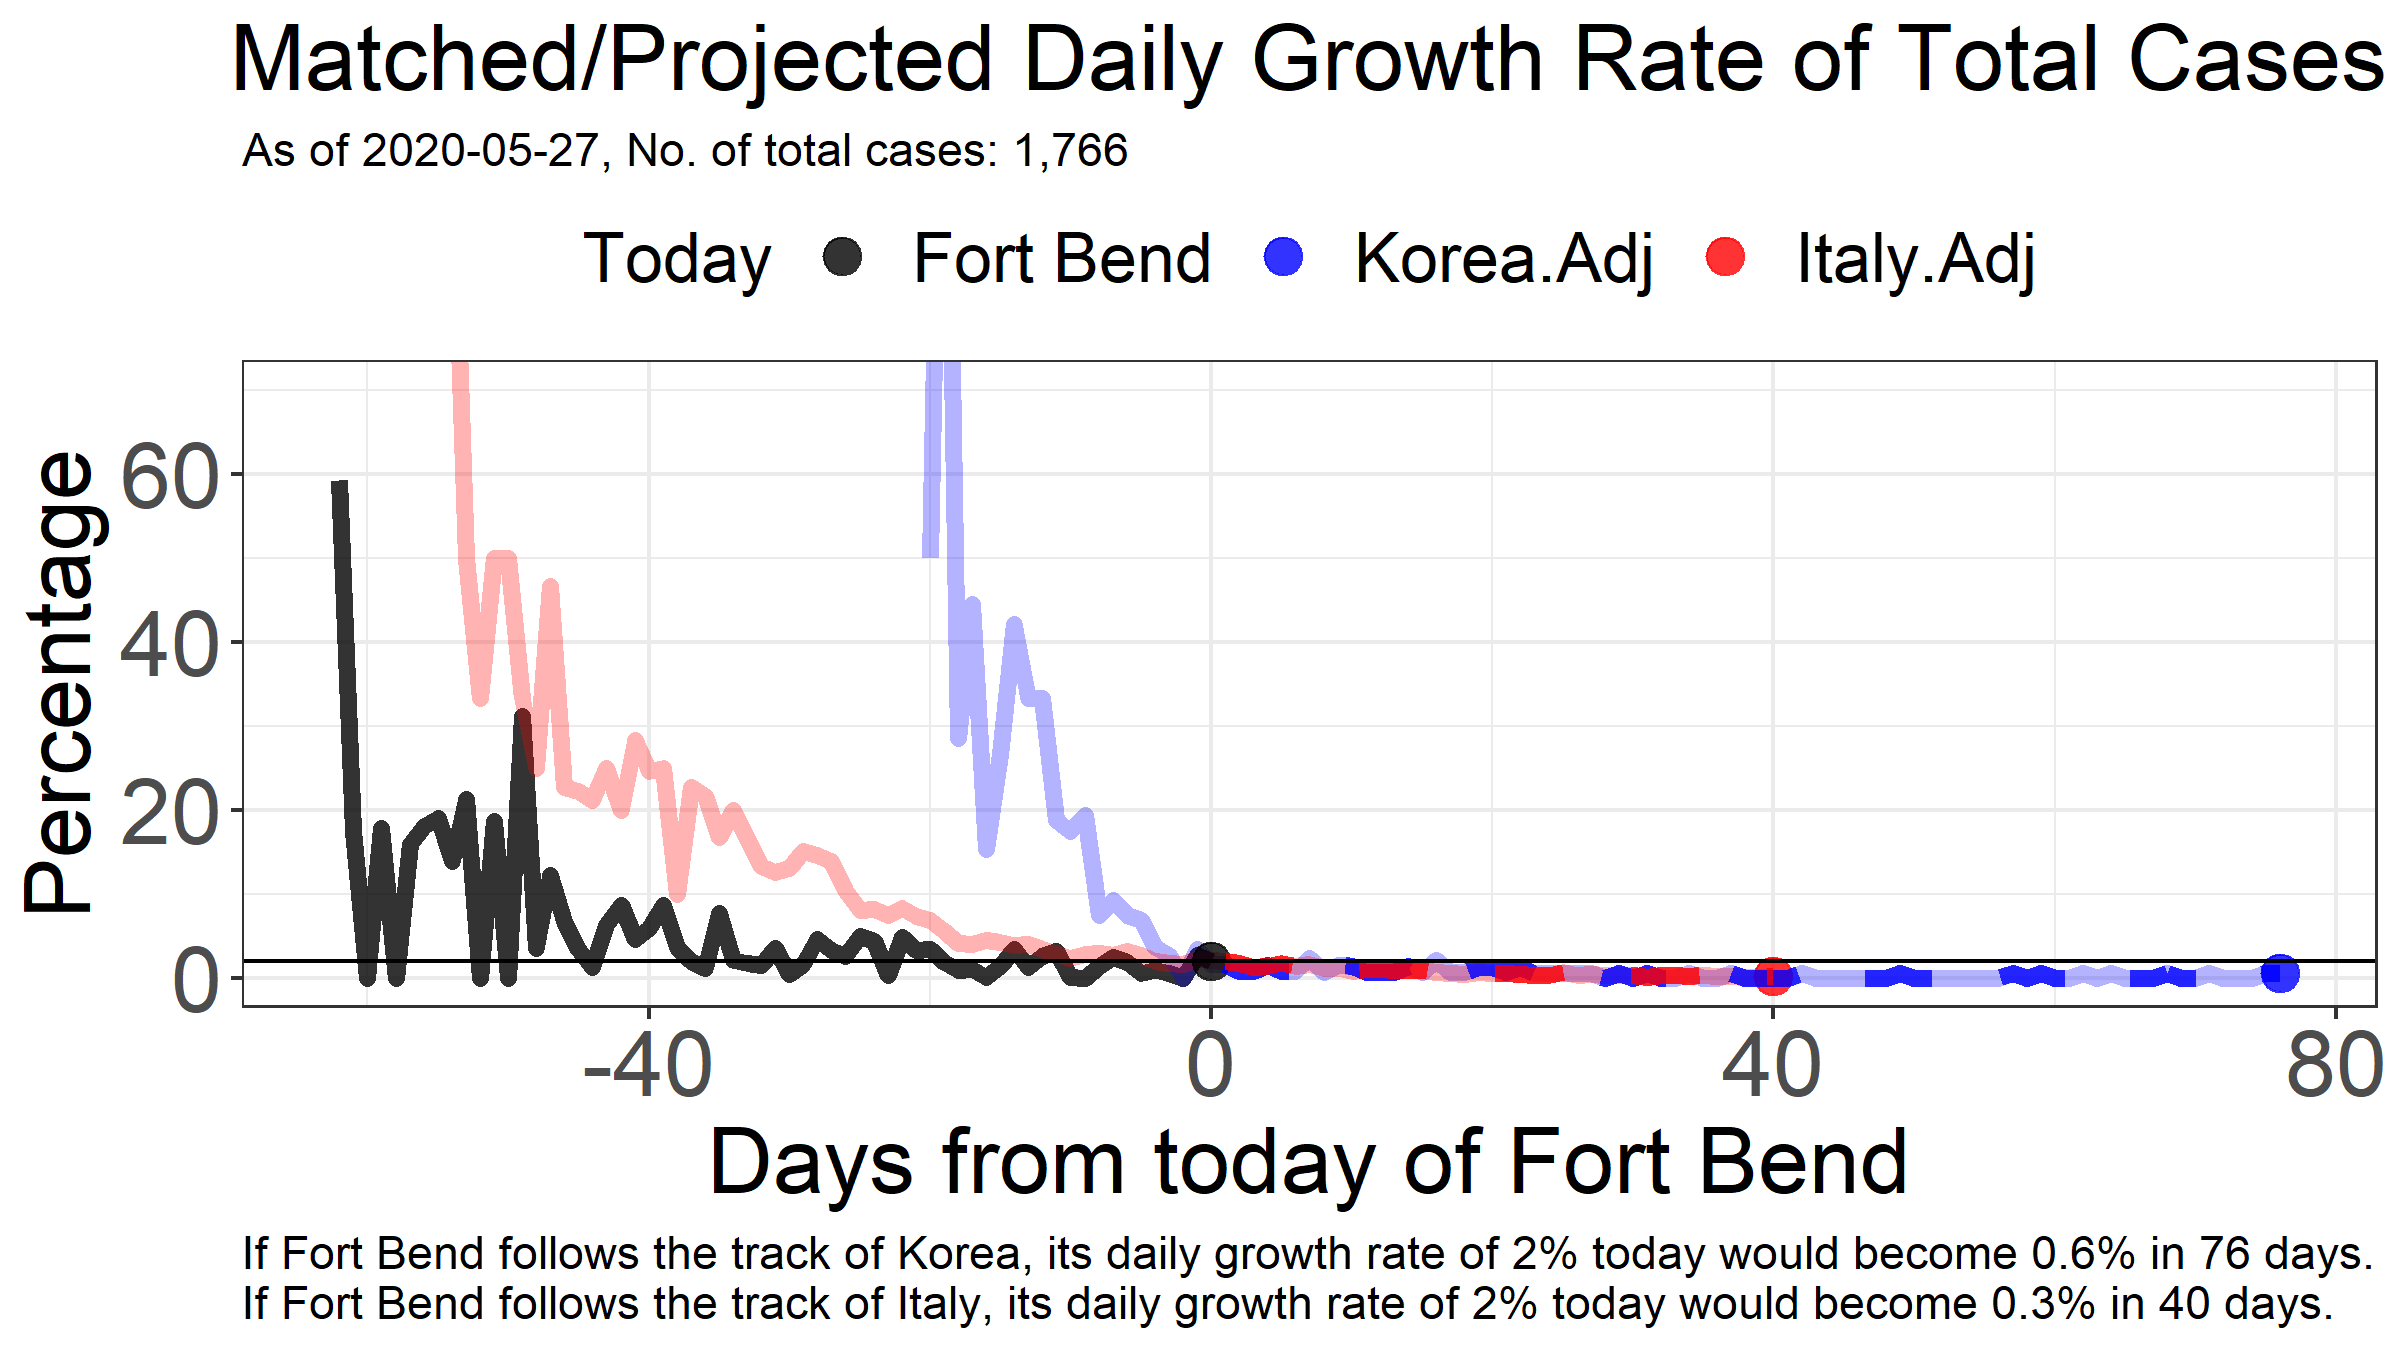 Matched/Projected Daily Growth Rate of Total Cases
As of 2020-05-27, No. of total cases: 1,766
Today Fort Bend Korea.Adj Italy.Adj
Percentage
60
40
20
0
-40 0 40 80
Days from today of Fort Bend
If Fort Bend follows the track of Korea, its daily growth rate of 2% today would become 0.6% in 76 days.
If Fort Bend follows the track of Italy, its daily growth rate of 2% today would become 0.3% in 40 days.